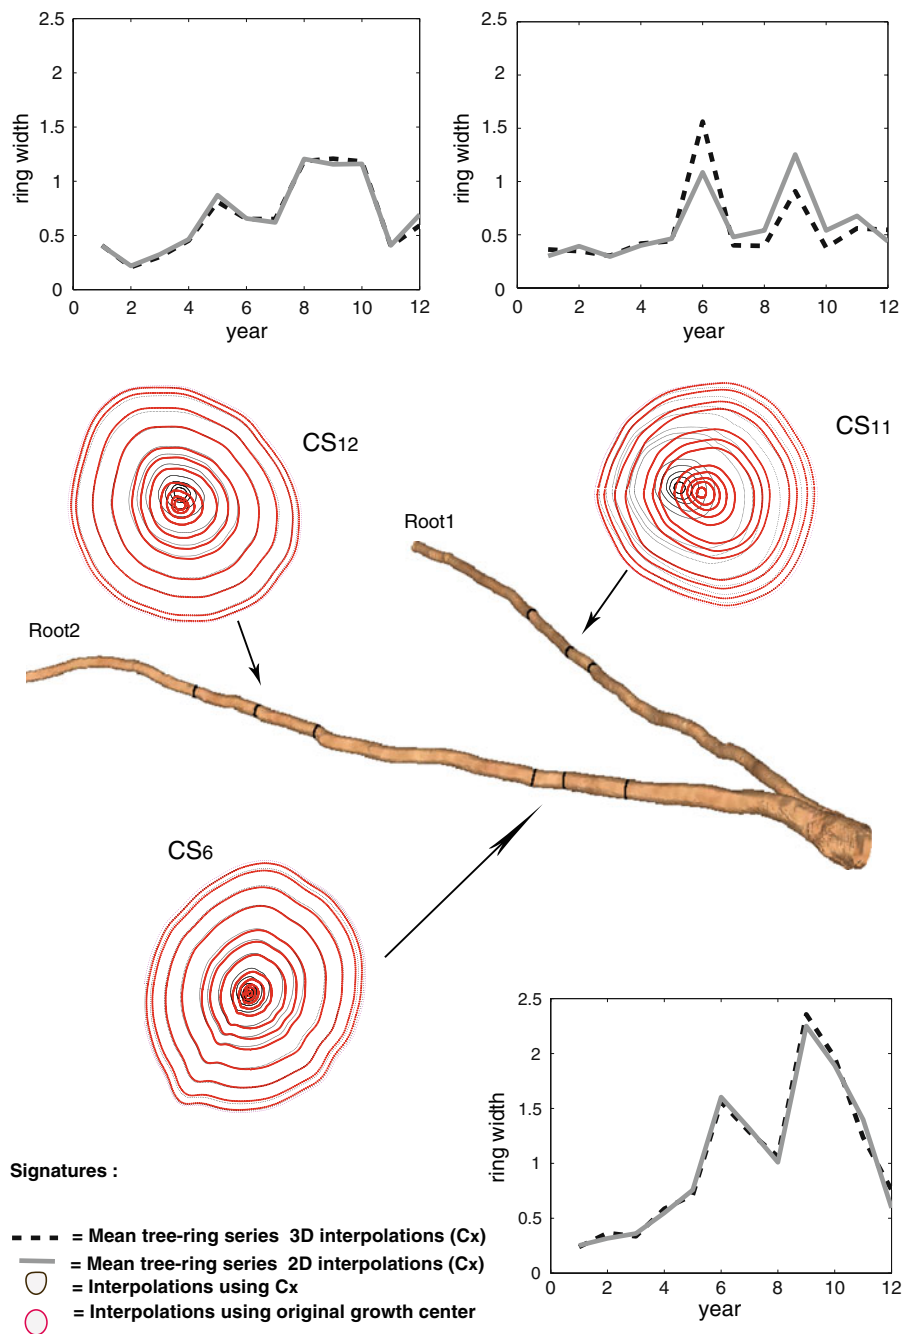 2.5
2
1.5
1
0.5
0
0 2 4 6 8 10 12
ring width
year
2.5
2
1.5
1
0.5
0
0 2 4 6 8 10 12
ring width
year
CS12
CS11
Root1
Root2
CS6
2.5
2
1.5
1
0.5
0
0 2 4 6 8 10 12
ring width
year
Signatures :
= Mean tree-ring series 3D interpolations (Cx)
= Mean tree-ring series 2D interpolations (Cx)
= Interpolations using Cx
= Interpolations using original growth center